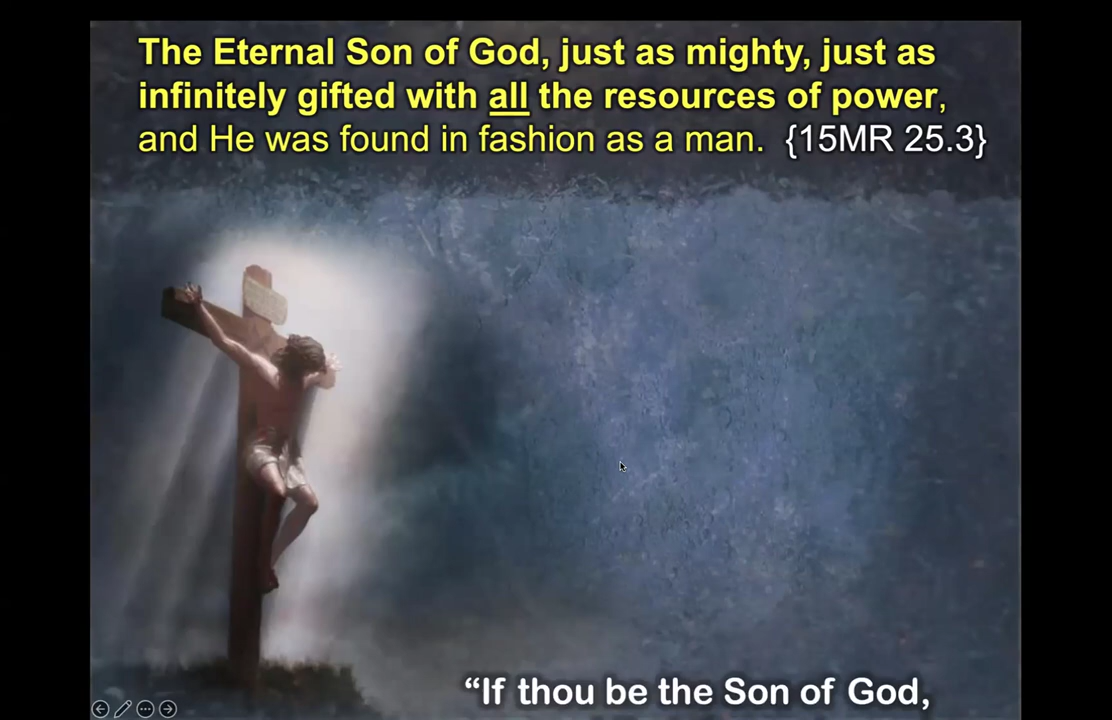 The Eternal Son of God, just as mighty, just as
infinitely gifted with all the resources of power,
and He was found in fashion as a man. {15MR 25.3}
“If thou be the Son of God,